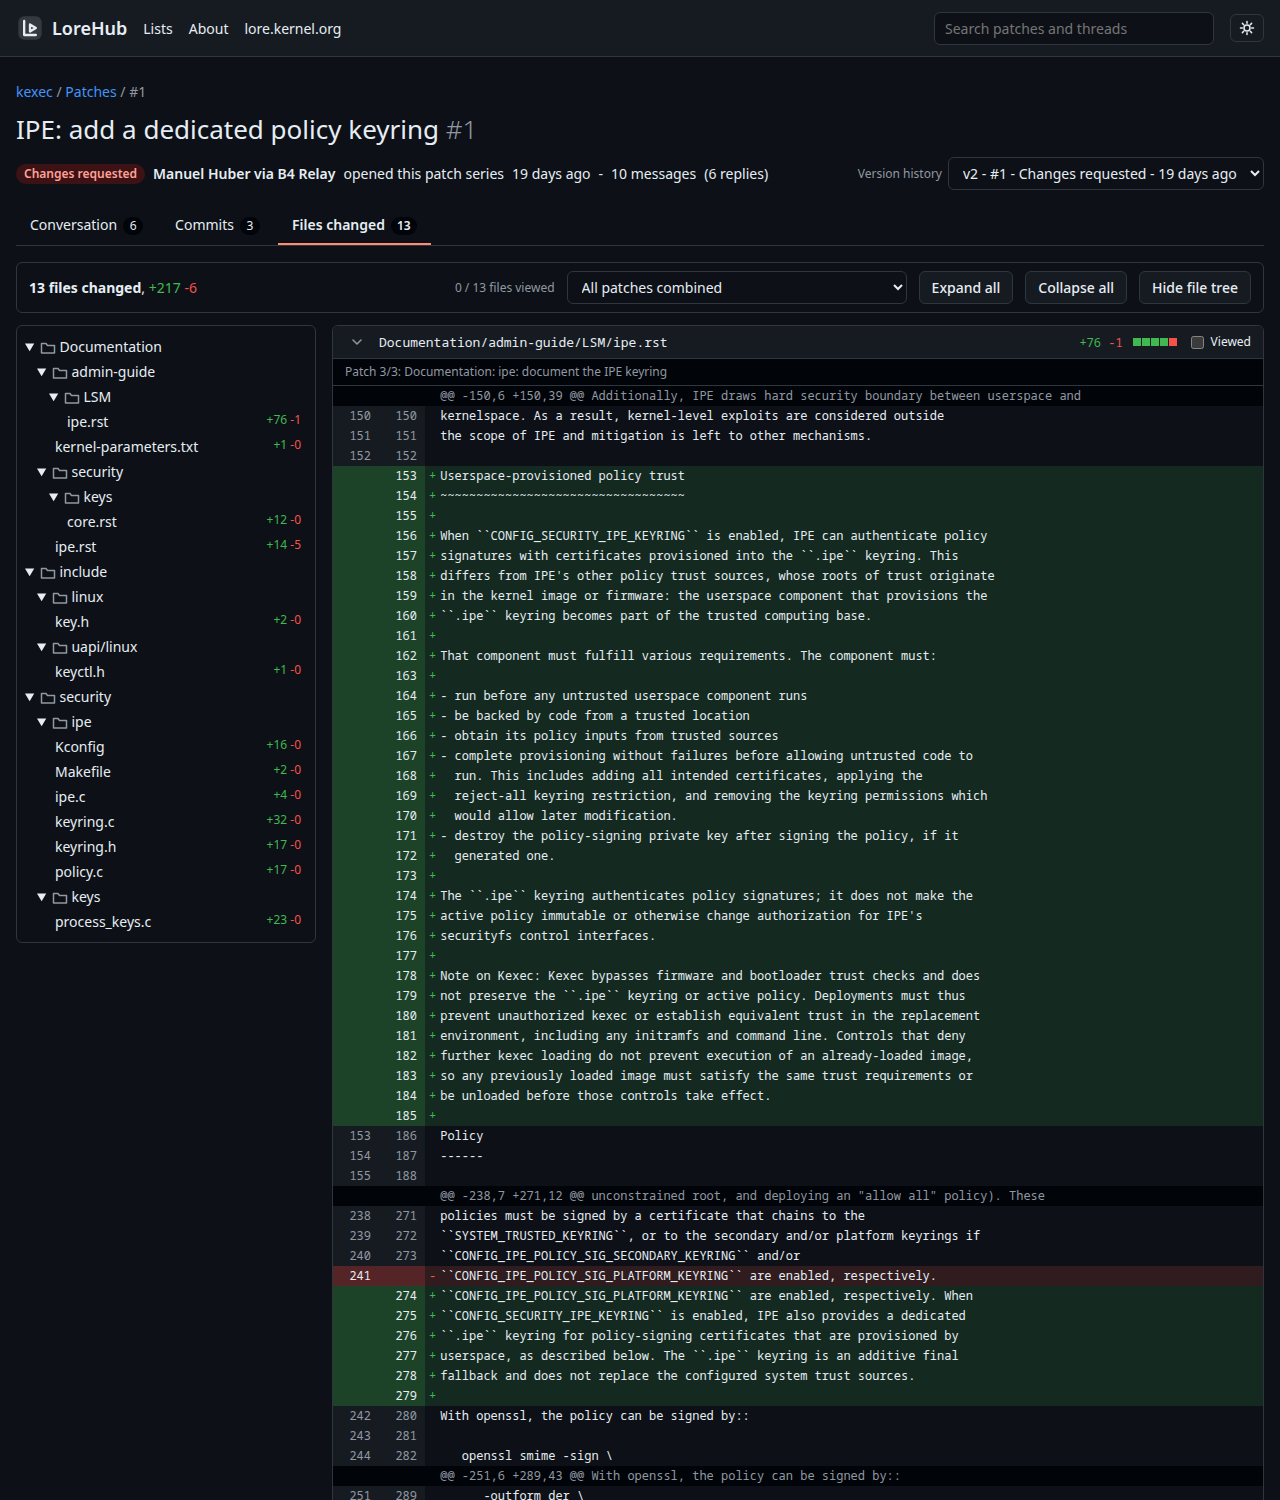 LoreHub Lists About lore.kernel.org Search patches and threads
kexec / Patches / #1
IPE: add a dedicated policy keyring #1
Changes requested Manuel Huber via B4 Relay opened this patch series 19 days ago - 10 messages (6 replies) Version history v2 - #1 - Changes requested - 19 days ago
Conversation 6 Commits 3 Files changed 13
13 files changed, +217 -6 0 / 13 files viewed All patches combined Expand all Collapse all Hide file tree
Documentation
admin-guide
LSM
ipe.rst +76 -1
kernel-parameters.txt +1 -0
security
keys
core.rst +12 -0
ipe.rst +14 -5
include
linux
key.h +2 -0
uapi/linux
keyctl.h +1 -0
security
ipe
Kconfig +16 -0
Makefile +2 -0
ipe.c +4 -0
keyring.c +32 -0
keyring.h +17 -0
policy.c +17 -0
keys
process_keys.c +23 -0
Documentation/admin-guide/LSM/ipe.rst +76 -1 Viewed
Patch 3/3: Documentation: ipe: document the IPE keyring
@@ -150,6 +150,39 @@ Additionally, IPE draws hard security boundary between userspace and
150 150 kernelspace. As a result, kernel-level exploits are considered outside
151 151 the scope of IPE and mitigation is left to other mechanisms.
152 152
153 + Userspace-provisioned policy trust
154 + ~~~~~~~~~~~~~~~~~~~~~~~~~~~~~~~~~~
155 +
156 + When ``CONFIG_SECURITY_IPE_KEYRING`` is enabled, IPE can authenticate policy
157 + signatures with certificates provisioned into the ``.ipe`` keyring. This
158 + differs from IPE's other policy trust sources, whose roots of trust originate
159 + in the kernel image or firmware: the userspace component that provisions the
160 + ``.ipe`` keyring becomes part of the trusted computing base.
161 +
162 + That component must fulfill various requirements. The component must:
163 +
164 + - run before any untrusted userspace component runs
165 + - be backed by code from a trusted location
166 + - obtain its policy inputs from trusted sources
167 + - complete provisioning without failures before allowing untrusted code to
168 + run. This includes adding all intended certificates, applying the
169 + reject-all keyring restriction, and removing the keyring permissions which
170 + would allow later modification.
171 + - destroy the policy-signing private key after signing the policy, if it
172 + generated one.
173 +
174 + The ``.ipe`` keyring authenticates policy signatures; it does not make the
175 + active policy immutable or otherwise change authorization for IPE's
176 + securityfs control interfaces.
177 +
178 + Note on Kexec: Kexec bypasses firmware and bootloader trust checks and does
179 + not preserve the ``.ipe`` keyring or active policy. Deployments must thus
180 + prevent unauthorized kexec or establish equivalent trust in the replacement
181 + environment, including any initramfs and command line. Controls that deny
182 + further kexec loading do not prevent execution of an already-loaded image,
183 + so any previously loaded image must satisfy the same trust requirements or
184 + be unloaded before those controls take effect.
185 +
153 186 Policy
154 187 ------
155 188
@@ -238,7 +271,12 @@ unconstrained root, and deploying an "allow all" policy). These
238 271 policies must be signed by a certificate that chains to the
239 272 ``SYSTEM_TRUSTED_KEYRING``, or to the secondary and/or platform keyrings if
240 273 ``CONFIG_IPE_POLICY_SIG_SECONDARY_KEYRING`` and/or
241 - ``CONFIG_IPE_POLICY_SIG_PLATFORM_KEYRING`` are enabled, respectively.
274 + ``CONFIG_IPE_POLICY_SIG_PLATFORM_KEYRING`` are enabled, respectively. When
275 + ``CONFIG_SECURITY_IPE_KEYRING`` is enabled, IPE also provides a dedicated
276 + ``.ipe`` keyring for policy-signing certificates that are provisioned by
277 + userspace, as described below. The ``.ipe`` keyring is an additive final
278 + fallback and does not replace the configured system trust sources.
279 +
242 280 With openssl, the policy can be signed by::
243 281
244 282 openssl smime -sign \
@@ -251,6 +289,43 @@ With openssl, the policy can be signed by::
251 289 -outform der \